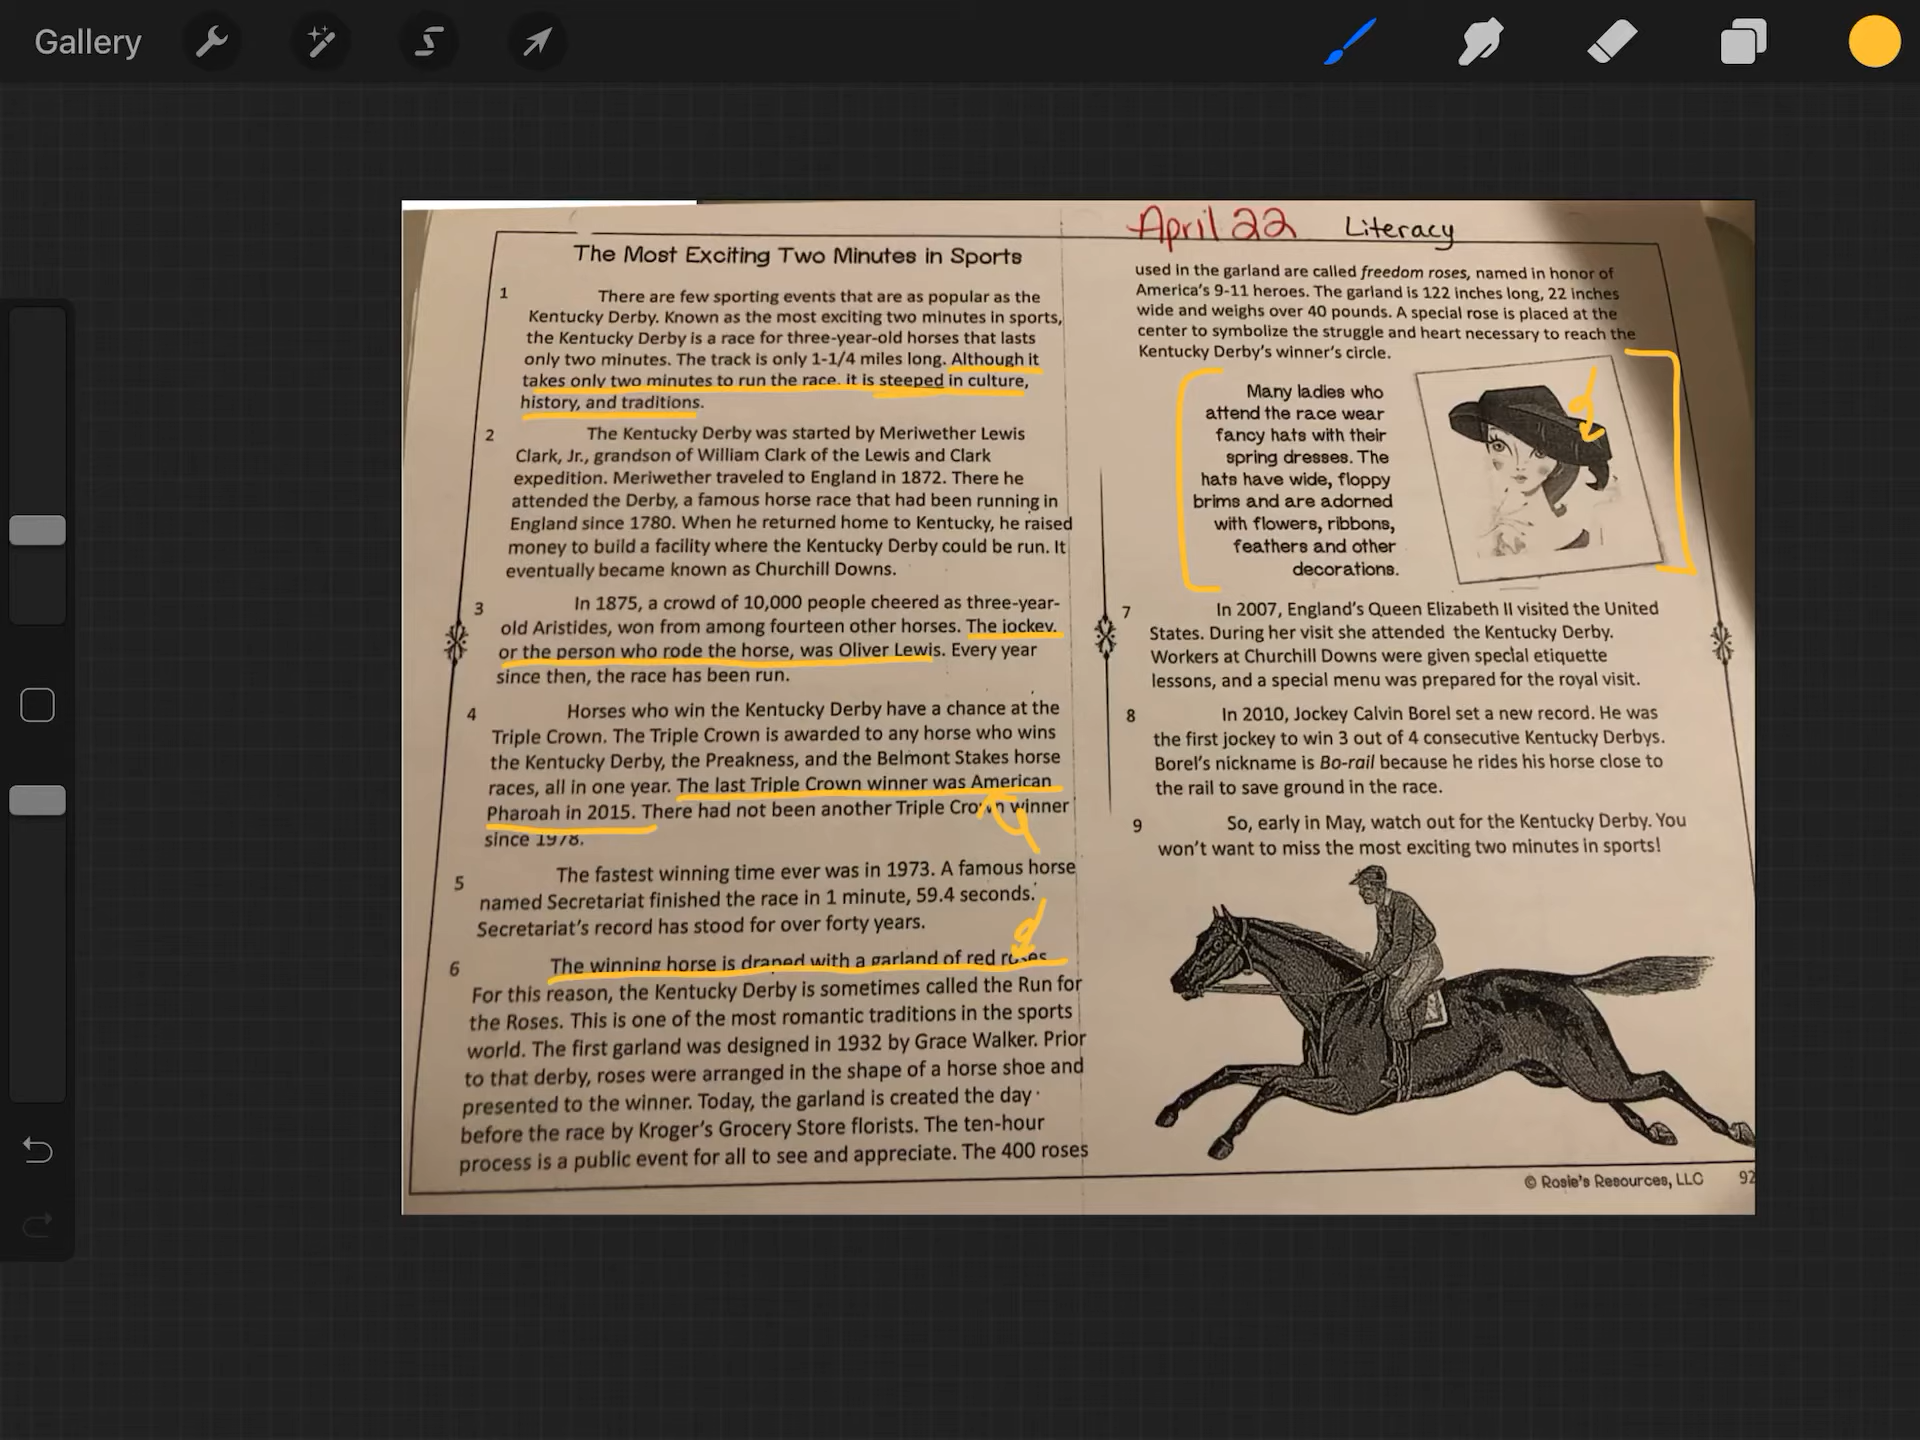 Gallery
April 22 Literacy
The Most Exciting Two Minutes in Sports
1 There are few sporting events that are as popular as the
Kentucky Derby. Known as the most exciting two minutes in sports,
the Kentucky Derby is a race for three-year-old horses that lasts
only two minutes. The track is only 1-1/4 miles long. Although it
takes only two minutes to run the race, it is steeped in culture,
history, and traditions.
2 The Kentucky Derby was started by Meriwether Lewis
Clark, Jr., grandson of William Clark of the Lewis and Clark
expedition. Meriwether traveled to England in 1872. There he
attended the Derby, a famous horse race that had been running in
England since 1780. When he returned home to Kentucky, he raised
money to build a facility where the Kentucky Derby could be run. It
eventually became known as Churchill Downs.
3 In 1875, a crowd of 10,000 people cheered as three-year-
old Aristides, won from among fourteen other horses. The jockey,
or the person who rode the horse, was Oliver Lewis. Every year
since then, the race has been run.
4 Horses who win the Kentucky Derby have a chance at the
Triple Crown. The Triple Crown is awarded to any horse who wins
the Kentucky Derby, the Preakness, and the Belmont Stakes horse
races, all in one year. The last Triple Crown winner was American
Pharoah in 2015. There had not been another Triple Crown winner
since 1978.
5 The fastest winning time ever was in 1973. A famous horse
named Secretariat finished the race in 1 minute, 59.4 seconds.
Secretariat's record has stood for over forty years.
6 The winning horse is draped with a garland of red roses.
For this reason, the Kentucky Derby is sometimes called the Run for
the Roses. This is one of the most romantic traditions in the sports
world. The first garland was designed in 1932 by Grace Walker. Prior
to that derby, roses were arranged in the shape of a horse shoe and
presented to the winner. Today, the garland is created the day
before the race by Kroger's Grocery Store florists. The ten-hour
process is a public event for all to see and appreciate. The 400 roses
used in the garland are called freedom roses, named in honor of
America's 9-11 heroes. The garland is 122 inches long, 22 inches
wide and weighs over 40 pounds. A special rose is placed at the
center to symbolize the struggle and heart necessary to reach the
Kentucky Derby's winner's circle.
Many ladies who
attend the race wear
fancy hats with their
spring dresses. The
hats have wide, floppy
brims and are adorned
with flowers, ribbons,
feathers and other
decorations.
7 In 2007, England's Queen Elizabeth II visited the United
States. During her visit she attended the Kentucky Derby.
Workers at Churchill Downs were given special etiquette
lessons, and a special menu was prepared for the royal visit.
8 In 2010, Jockey Calvin Borel set a new record. He was
the first jockey to win 3 out of 4 consecutive Kentucky Derbys.
Borel's nickname is Bo-rail because he rides his horse close to
the rail to save ground in the race.
9 So, early in May, watch out for the Kentucky Derby. You
won't want to miss the most exciting two minutes in sports!
© Rosie's Resources, LLC 92